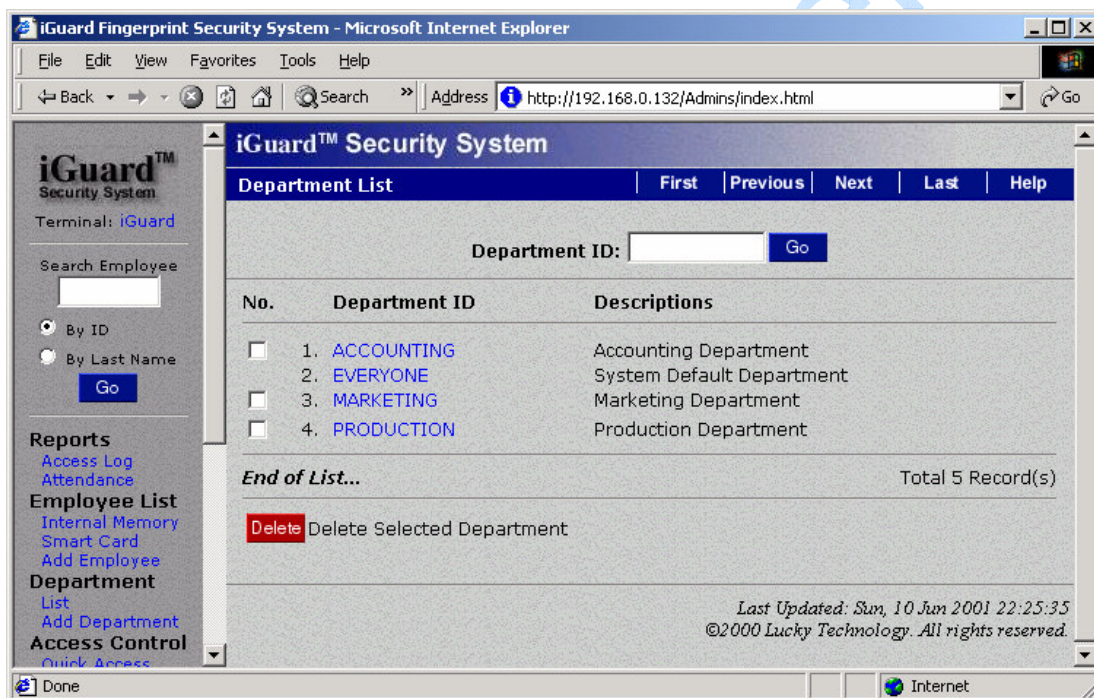 iGuard Fingerprint Security System - Microsoft Internet Explorer
File Edit View Favorites Tools Help
Back Search » Address http://192.168.0.132/Admins/index.html Go
iGuard™
Security System
Terminal: iGuard
Search Employee
By ID
By Last Name
Go
Reports
Access Log
Attendance
Employee List
Internal Memory
Smart Card
Add Employee
Department
List
Add Department
Access Control
Quick Access
iGuard™ Security System
Department List First Previous Next Last Help
Department ID: Go
No. Department ID Descriptions
1. ACCOUNTING Accounting Department
2. EVERYONE System Default Department
3. MARKETING Marketing Department
4. PRODUCTION Production Department
End of List... Total 5 Record(s)
Delete Delete Selected Department
Last Updated: Sun, 10 Jun 2001 22:25:35
©2000 Lucky Technology. All rights reserved.
Done Internet